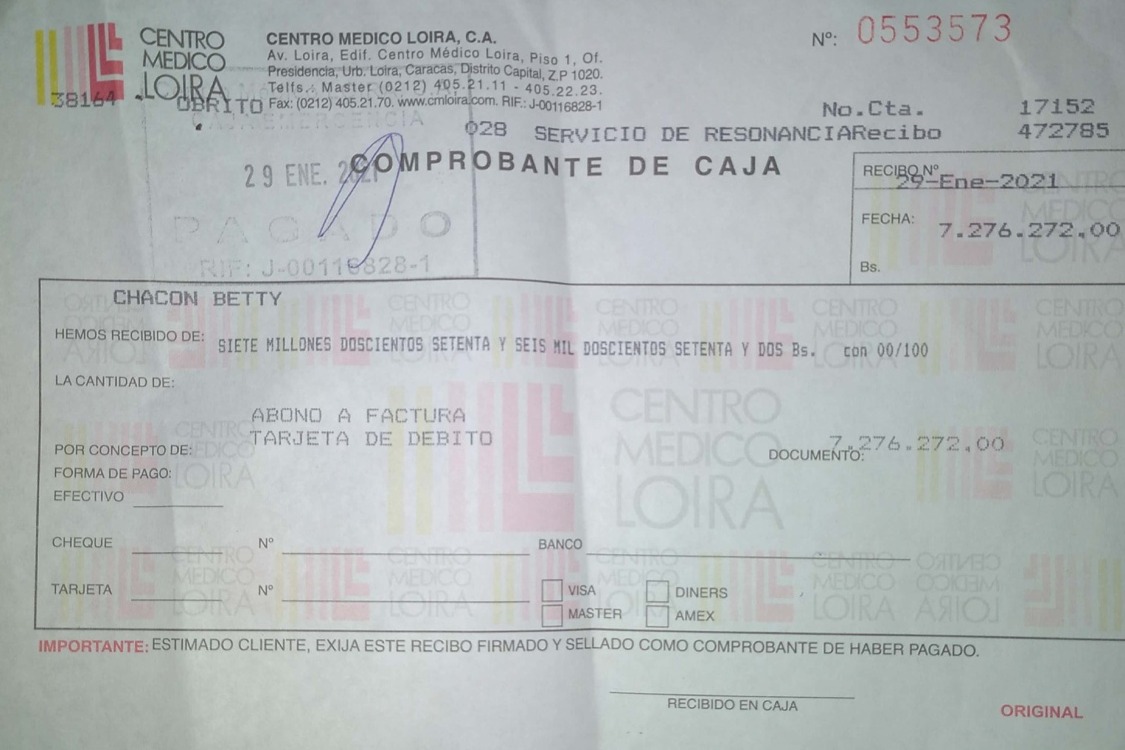 CENTRO
MEDICO
LOIRA
CENTRO MEDICO LOIRA, C.A.
Av. Loira, Edif. Centro Médico Loira, Piso 1, Of.
Presidencia, Urb. Loira, Caracas, Distrito Capital, Z.P 1020.
Telfs.: Master (0212) 405.21.11 - 405.22.23.
Fax: (0212) 405.21.70. www.cmloira.com. RIF.: J-00116828-1
Nº: 0553573
38164 OBRITO
No.Cta. 17152
028 SERVICIO DE RESONANCIARecibo 472785
EMERGENCIA
29 ENE. 2021
PAGADO
RIF: J-00116828-1
COMPROBANTE DE CAJA
RECIBO Nº
29-Ene-2021
FECHA:
7.276.272,00
Bs.
CHACON BETTY
HEMOS RECIBIDO DE:
SIETE MILLONES DOSCIENTOS SETENTA Y SEIS MIL DOSCIENTOS SETENTA Y DOS Bs. con 00/100
LA CANTIDAD DE:
ABONO A FACTURA
TARJETA DE DEBITO
7.276.272,00
POR CONCEPTO DE:
DOCUMENTO:
FORMA DE PAGO:
EFECTIVO
CHEQUE Nº BANCO
TARJETA Nº VISA DINERS
MASTER AMEX
IMPORTANTE: ESTIMADO CLIENTE, EXIJA ESTE RECIBO FIRMADO Y SELLADO COMO COMPROBANTE DE HABER PAGADO.
RECIBIDO EN CAJA
ORIGINAL